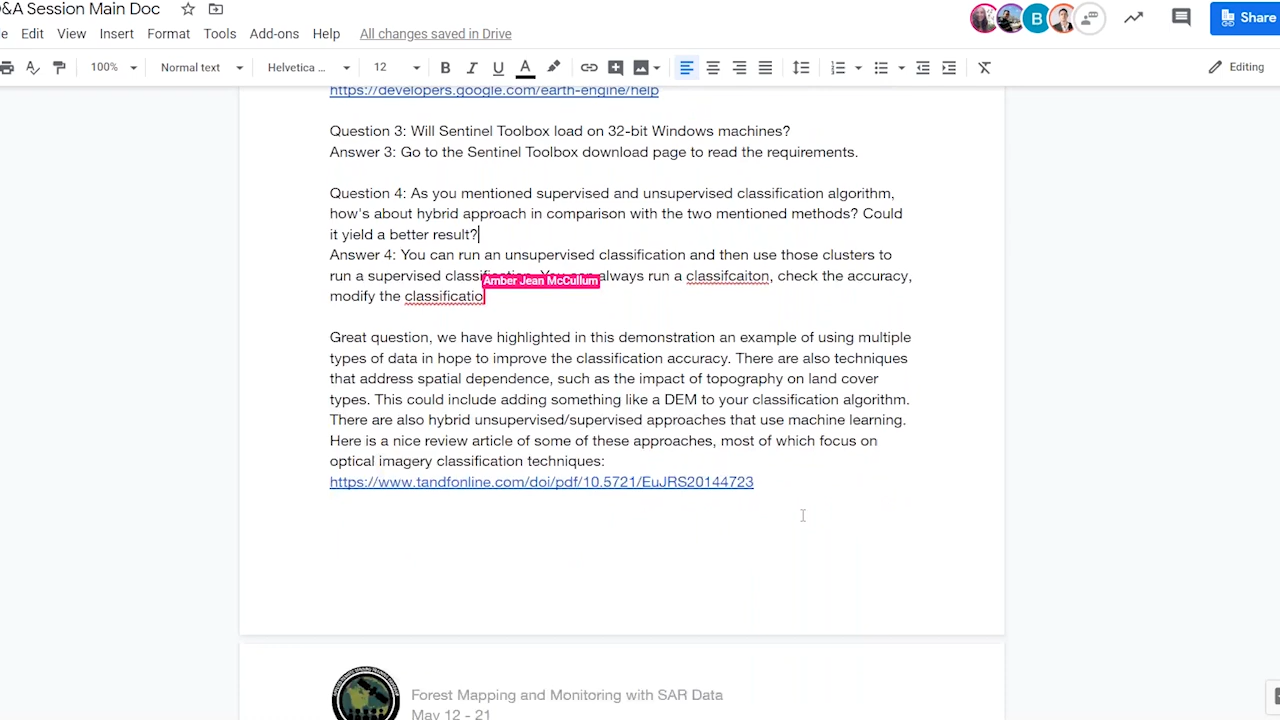 &A Session Main Doc
e Edit View Insert Format Tools Add-ons Help All changes saved in Drive
B
Share
100% Normal text Helvetica ... 12 B I U A Editing
https://developers.google.com/earth-engine/help
Question 3: Will Sentinel Toolbox load on 32-bit Windows machines?
Answer 3: Go to the Sentinel Toolbox download page to read the requirements.
Question 4: As you mentioned supervised and unsupervised classification algorithm,
how's about hybrid approach in comparison with the two mentioned methods? Could
it yield a better result?
Answer 4: You can run an unsupervised classification and then use those clusters to
run a supervised classification. You can always run a classifcaiton, check the accuracy,
Amber Jean McCullum
modify the classificatio
Great question, we have highlighted in this demonstration an example of using multiple
types of data in hope to improve the classification accuracy. There are also techniques
that address spatial dependence, such as the impact of topography on land cover
types. This could include adding something like a DEM to your classification algorithm.
There are also hybrid unsupervised/supervised approaches that use machine learning.
Here is a nice review article of some of these approaches, most of which focus on
optical imagery classification techniques:
https://www.tandfonline.com/doi/pdf/10.5721/EuJRS20144723
Forest Mapping and Monitoring with SAR Data
May 12 - 21